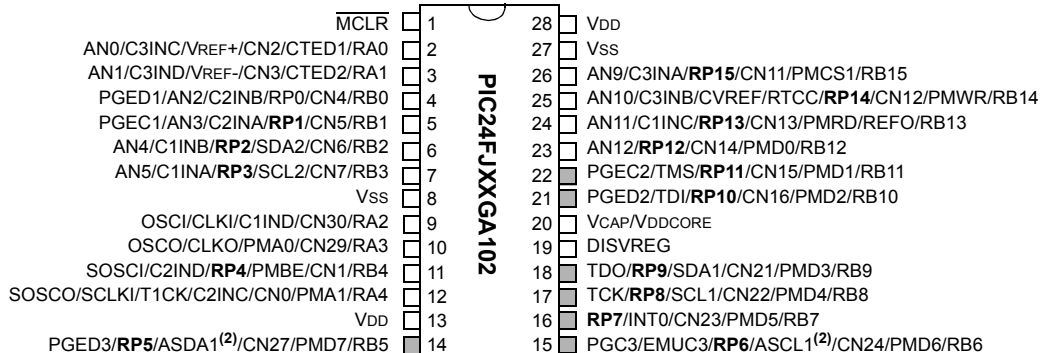 MCLR 1
AN0/C3INC/VREF+/CN2/CTED1/RA0 2
AN1/C3IND/VREF-/CN3/CTED2/RA1 3
PGED1/AN2/C2INB/RP0/CN4/RB0 4
PGEC1/AN3/C2INA/RP1/CN5/RB1 5
AN4/C1INB/RP2/SDA2/CN6/RB2 6
AN5/C1INA/RP3/SCL2/CN7/RB3 7
VSS 8
OSCI/CLKI/C1IND/CN30/RA2 9
OSCO/CLKO/PMA0/CN29/RA3 10
SOSCI/C2IND/RP4/PMBE/CN1/RB4 11
SOSCO/SCLKI/T1CK/C2INC/CN0/PMA1/RA4 12
VDD 13
PGED3/RP5/ASDA1(2)/CN27/PMD7/RB5 14
PIC24FJXXGA102
28 VDD
27 VSS
26 AN9/C3INA/RP15/CN11/PMCS1/RB15
25 AN10/C3INB/CVREF/RTCC/RP14/CN12/PMWR/RB14
24 AN11/C1INC/RP13/CN13/PMRD/REFO/RB13
23 AN12/RP12/CN14/PMD0/RB12
22 PGEC2/TMS/RP11/CN15/PMD1/RB11
21 PGED2/TDI/RP10/CN16/PMD2/RB10
20 VCAP/VDDCORE
19 DISVREG
18 TDO/RP9/SDA1/CN21/PMD3/RB9
17 TCK/RP8/SCL1/CN22/PMD4/RB8
16 RP7/INT0/CN23/PMD5/RB7
15 PGC3/EMUC3/RP6/ASCL1(2)/CN24/PMD6/RB6